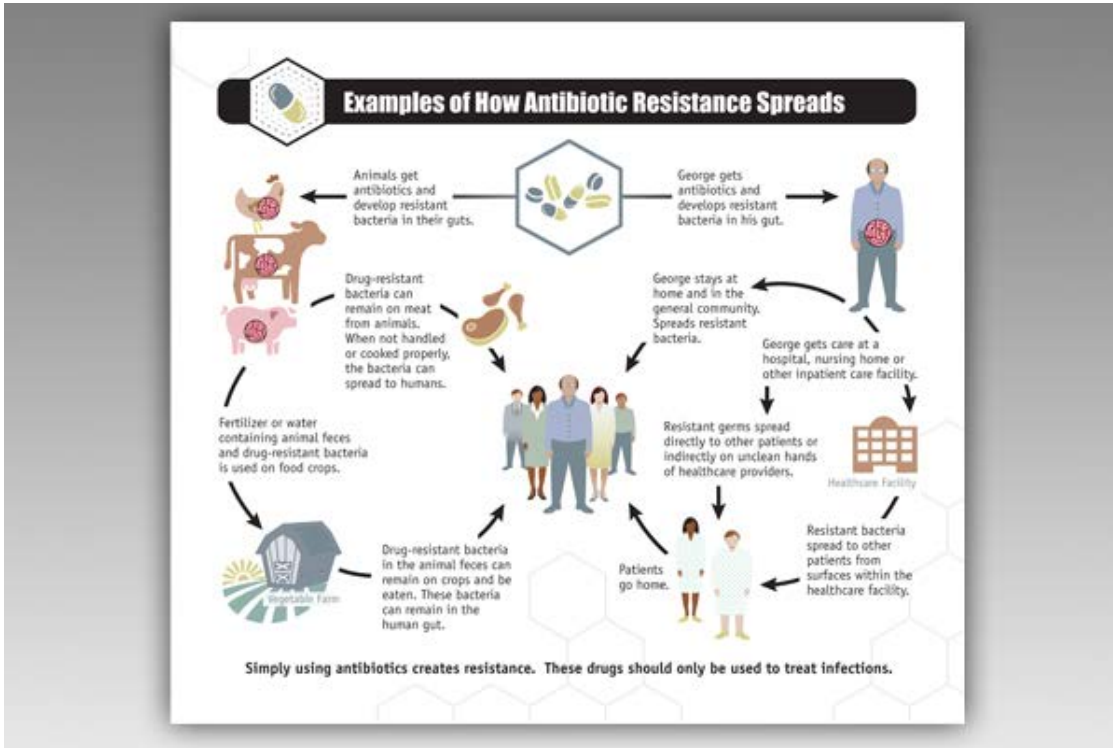 Examples of How Antibiotic Resistance Spreads
Animals get
antibiotics and
develop resistant
bacteria in their guts.
George gets
antibiotics and
develops resistant
bacteria in his gut.
Drug-resistant
bacteria can
remain on meat
from animals.
When not handled
or cooked properly,
the bacteria can
spread to humans.
George stays at
home and in the
general community.
Spreads resistant
bacteria.
George gets care at a
hospital, nursing home or
other inpatient care facility.
Fertilizer or water
containing animal feces
and drug-resistant bacteria
is used on food crops.
Resistant germs spread
directly to other patients or
indirectly on unclean hands
of healthcare providers.
Healthcare Facility
Vegetable Farm
Drug-resistant bacteria
in the animal feces can
remain on crops and be
eaten. These bacteria
can remain in the
human gut.
Patients
go home.
Resistant bacteria
spread to other
patients from
surfaces within the
healthcare facility.
Simply using antibiotics creates resistance. These drugs should only be used to treat infections.